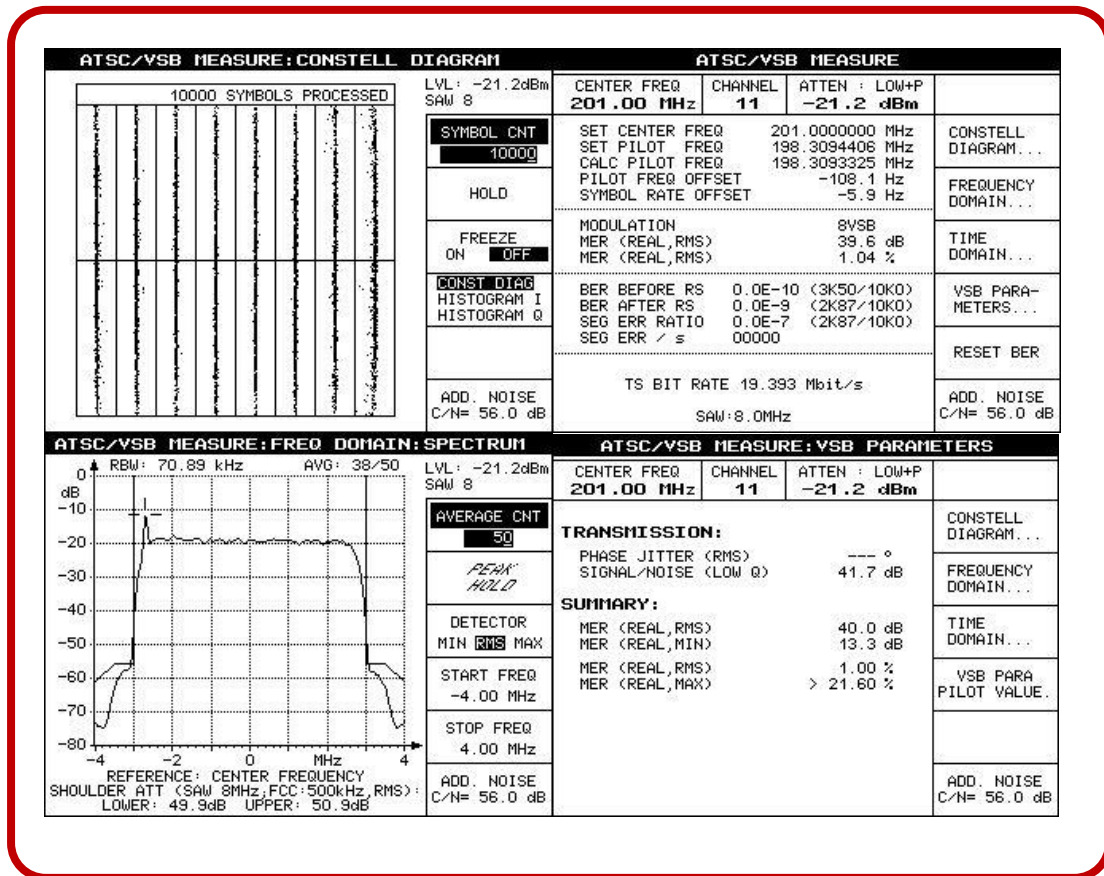 ATSC/VSB MEASURE:CONSTELL DIAGRAM
10000 SYMBOLS PROCESSED
LVL: -21.2dBm
SAW 8
SYMBOL CNT
10000
HOLD
FREEZE
ON OFF
CONST DIAG
HISTOGRAM I
HISTOGRAM Q
ADD. NOISE
C/N= 56.0 dB
ATSC/VSB MEASURE
CENTER FREQ
201.00 MHz
CHANNEL
11
ATTEN : LOW+P
-21.2 dBm
SET CENTER FREQ 201.0000000 MHz
SET PILOT FREQ 198.3094406 MHz
CALC PILOT FREQ 198.3093325 MHz
PILOT FREQ OFFSET -108.1 Hz
SYMBOL RATE OFFSET -5.9 Hz
MODULATION 8VSB
MER (REAL,RMS) 39.6 dB
MER (REAL,RMS) 1.04 %
BER BEFORE RS 0.0E-10 (3K50/10K0)
BER AFTER RS 0.0E-9 (2K87/10K0)
SEG ERR RATIO 0.0E-7 (2K87/10K0)
SEG ERR / s 00000
TS BIT RATE 19.393 Mbit/s
SAW:8.0MHz
CONSTELL
DIAGRAM...
FREQUENCY
DOMAIN...
TIME
DOMAIN...
VSB PARA-
METERS...
RESET BER
ADD. NOISE
C/N= 56.0 dB
ATSC/VSB MEASURE:FREQ DOMAIN:SPECTRUM
RBW: 70.89 kHz AVG: 38/50
0
dB
-10
-20
-30
-40
-50
-60
-70
-80
-4 -2 0 MHz 4
REFERENCE: CENTER FREQUENCY
SHOULDER ATT (SAW 8MHz;FCC:500kHz,RMS):
LOWER: 49.9dB UPPER: 50.9dB
LVL: -21.2dBm
SAW 8
AVERAGE CNT
50
PEAK
HOLD
DETECTOR
MIN RMS MAX
START FREQ
-4.00 MHz
STOP FREQ
4.00 MHz
ADD. NOISE
C/N= 56.0 dB
ATSC/VSB MEASURE:VSB PARAMETERS
CENTER FREQ
201.00 MHz
CHANNEL
11
ATTEN : LOW+P
-21.2 dBm
TRANSMISSION:
PHASE JITTER (RMS) --- °
SIGNAL/NOISE (LOW Q) 41.7 dB
SUMMARY:
MER (REAL,RMS) 40.0 dB
MER (REAL,MIN) 13.3 dB
MER (REAL,RMS) 1.00 %
MER (REAL,MAX) > 21.60 %
CONSTELL
DIAGRAM...
FREQUENCY
DOMAIN...
TIME
DOMAIN...
VSB PARA
PILOT VALUE.
ADD. NOISE
C/N= 56.0 dB